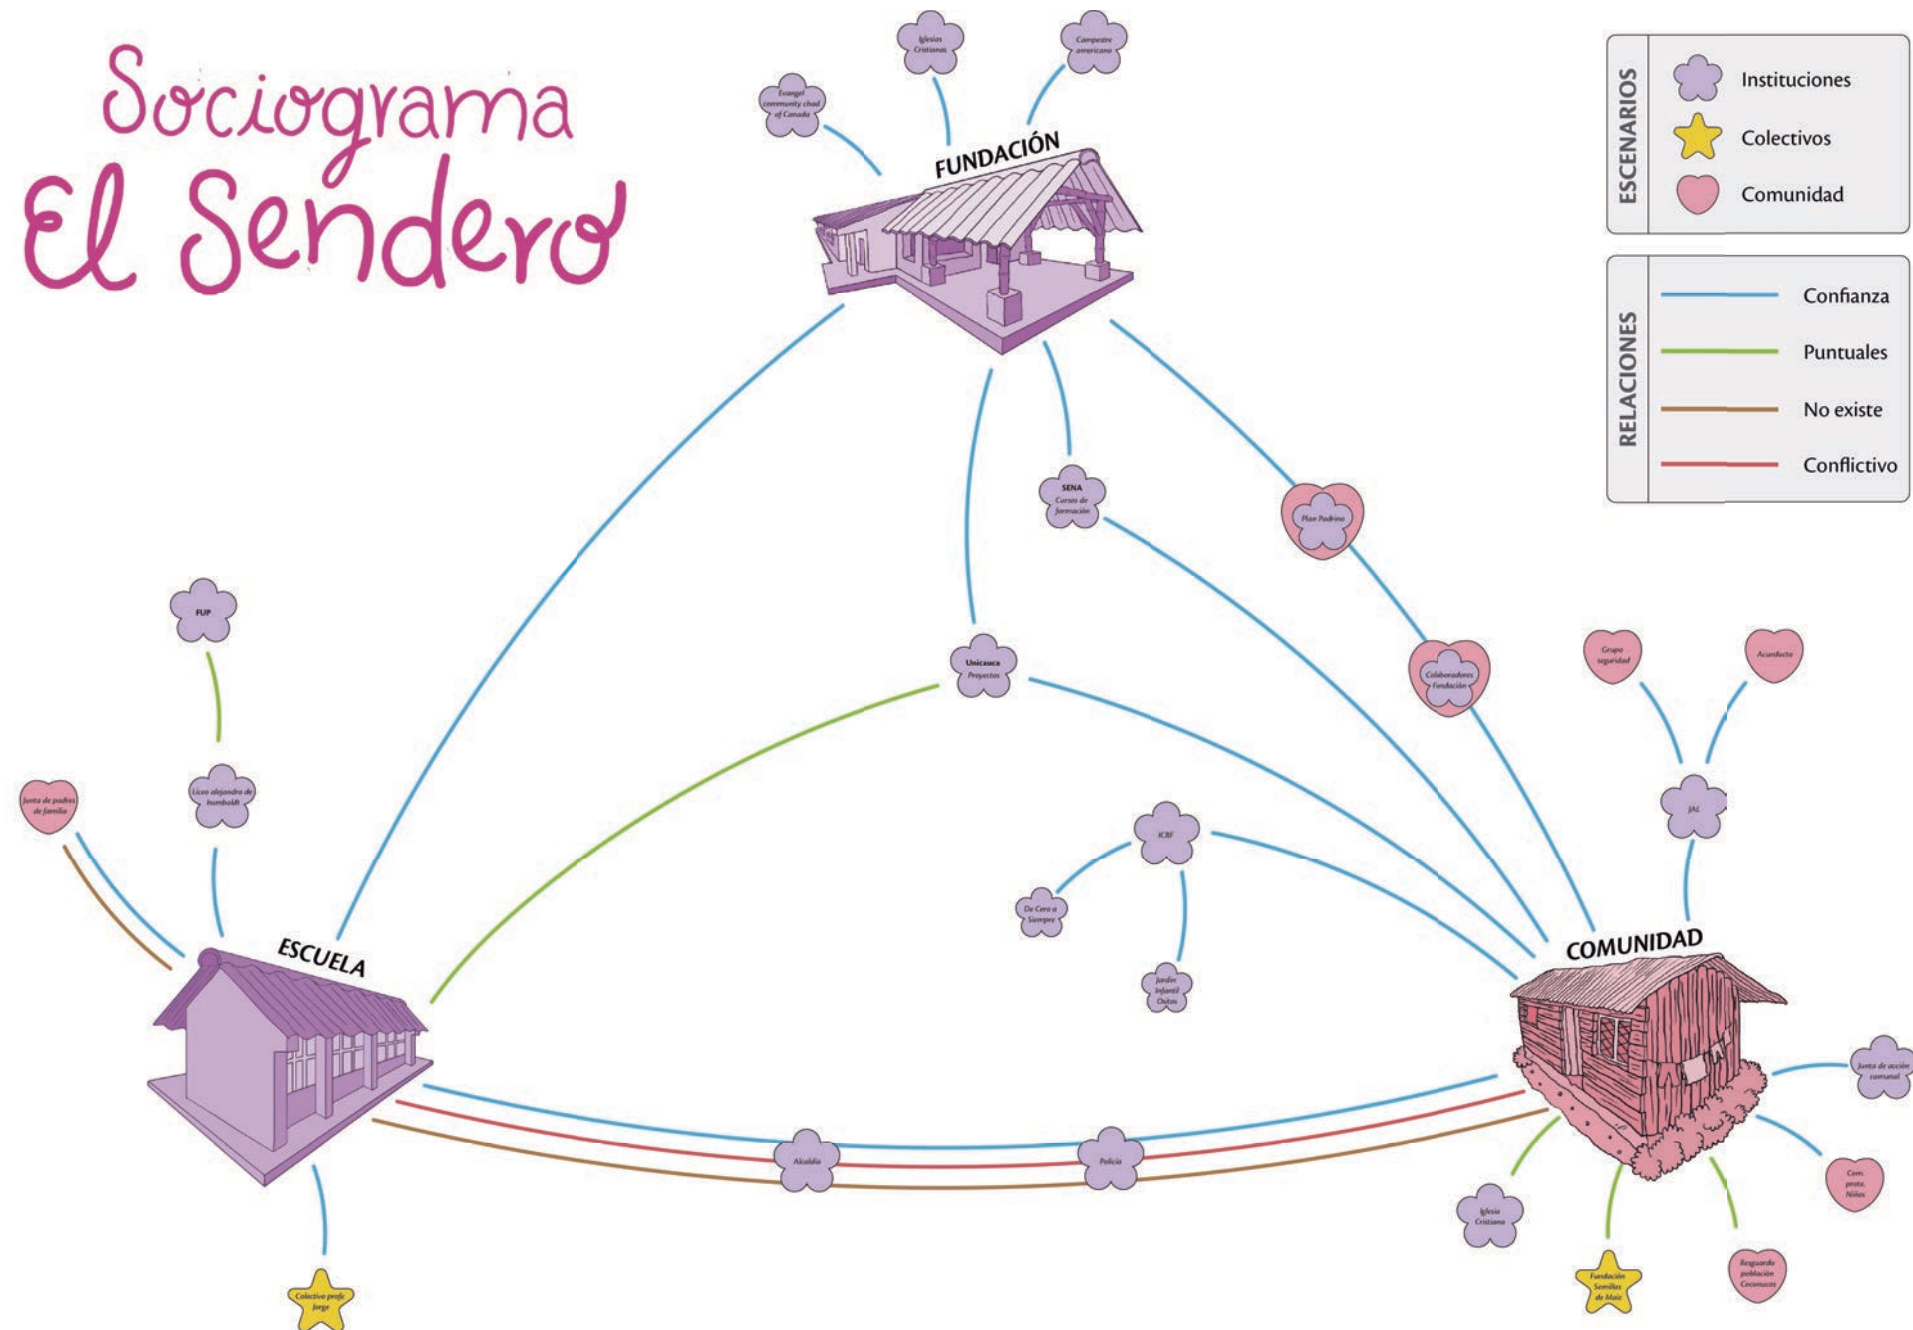 Sociograma
El Sendero
Iglesias
Cristianas
Campestre
americano
Evangel
community chad
of Canada
FUNDACIÓN
ESCENARIOS
Instituciones
Colectivos
Comunidad
RELACIONES
Confianza
Puntuales
No existe
Conflictivo
SENA
Cursos de
formación
Plan Padrino
FUP
Unicauca
Proyectos
Colaboradores
Fundación
Grupo
seguridad
Acueducto
Junta de padres
de familia
Liceo alejandro de
humboldt
ICBF
JAL
De Cero a
Siempre
Jardín
Infantil
Ositos
ESCUELA
COMUNIDAD
Junta de acción
comunal
Alcaldía
Policía
Com.
prote.
Niños
Iglesia
Cristiana
Colectivo profe
Jorge
Fundación
Semillas
de Maíz
Resguardo
población
Coconucos